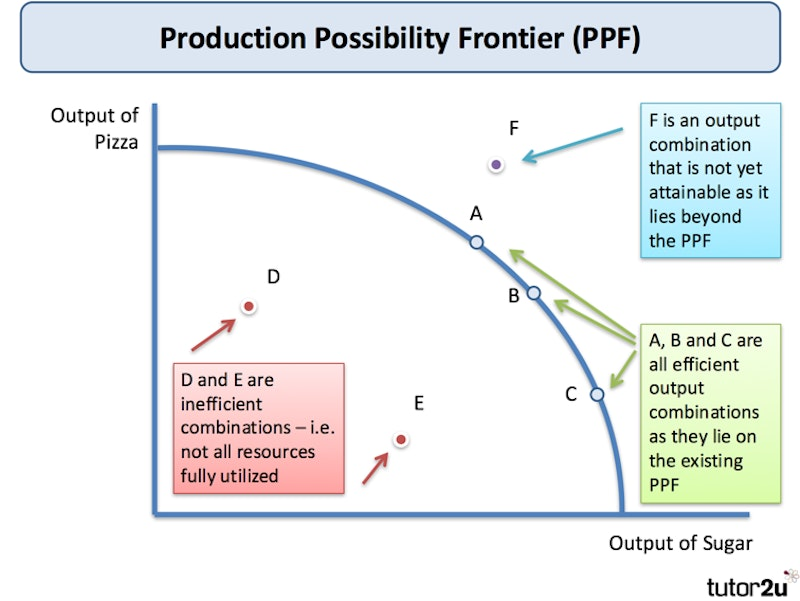 Production Possibility Frontier (PPF)
Output of
Pizza
F
F is an output
combination
that is not yet
attainable as it
lies beyond
the PPF
A
D
B
A, B and C are
all efficient
output
combinations
as they lie on
the existing
PPF
C
D and E are
inefficient
combinations – i.e.
not all resources
fully utilized
E
Output of Sugar
tutor2u